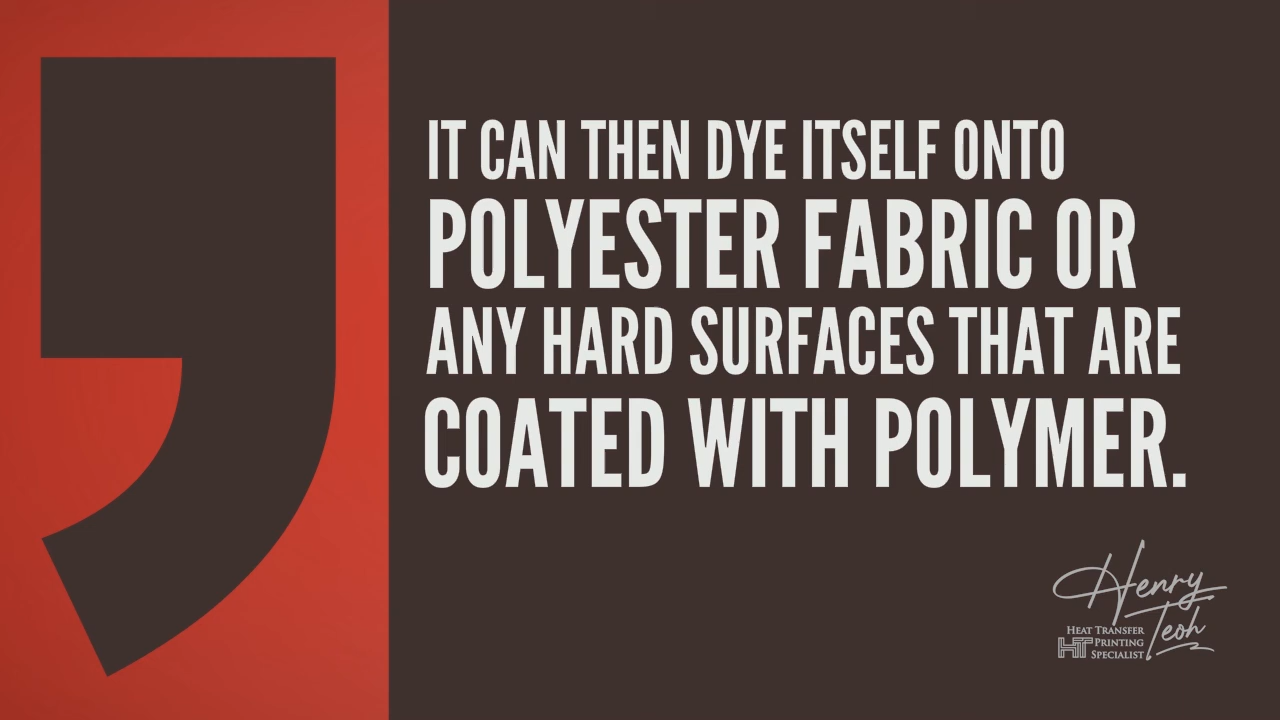 IT CAN THEN DYE ITSELF ONTO
POLYESTER FABRIC OR
ANY HARD SURFACES THAT ARE
COATED WITH POLYMER.
Henry
Teoh
HEAT TRANSFER
HT PRINTING
SPECIALIST